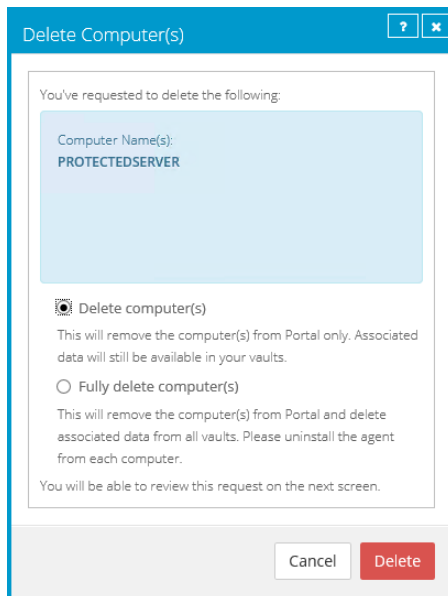 Delete Computer(s)
? ×
You've requested to delete the following:
Computer Name(s):
PROTECTEDSERVER
Delete computer(s)
This will remove the computer(s) from Portal only. Associated
data will still be available in your vaults.
Fully delete computer(s)
This will remove the computer(s) from Portal and delete
associated data from all vaults. Please uninstall the agent
from each computer.
You will be able to review this request on the next screen.
Cancel Delete